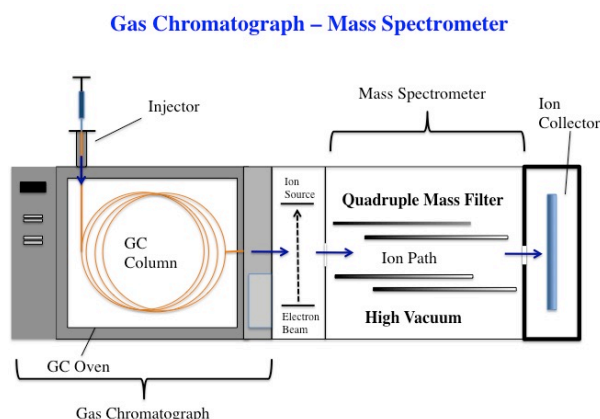 Gas Chromatograph – Mass Spectrometer
Injector
Mass Spectrometer
Ion
Collector
Ion
Source
Quadruple Mass Filter
GC
Column
Ion Path
Electron
Beam
High Vacuum
GC Oven
Gas Chromatograph